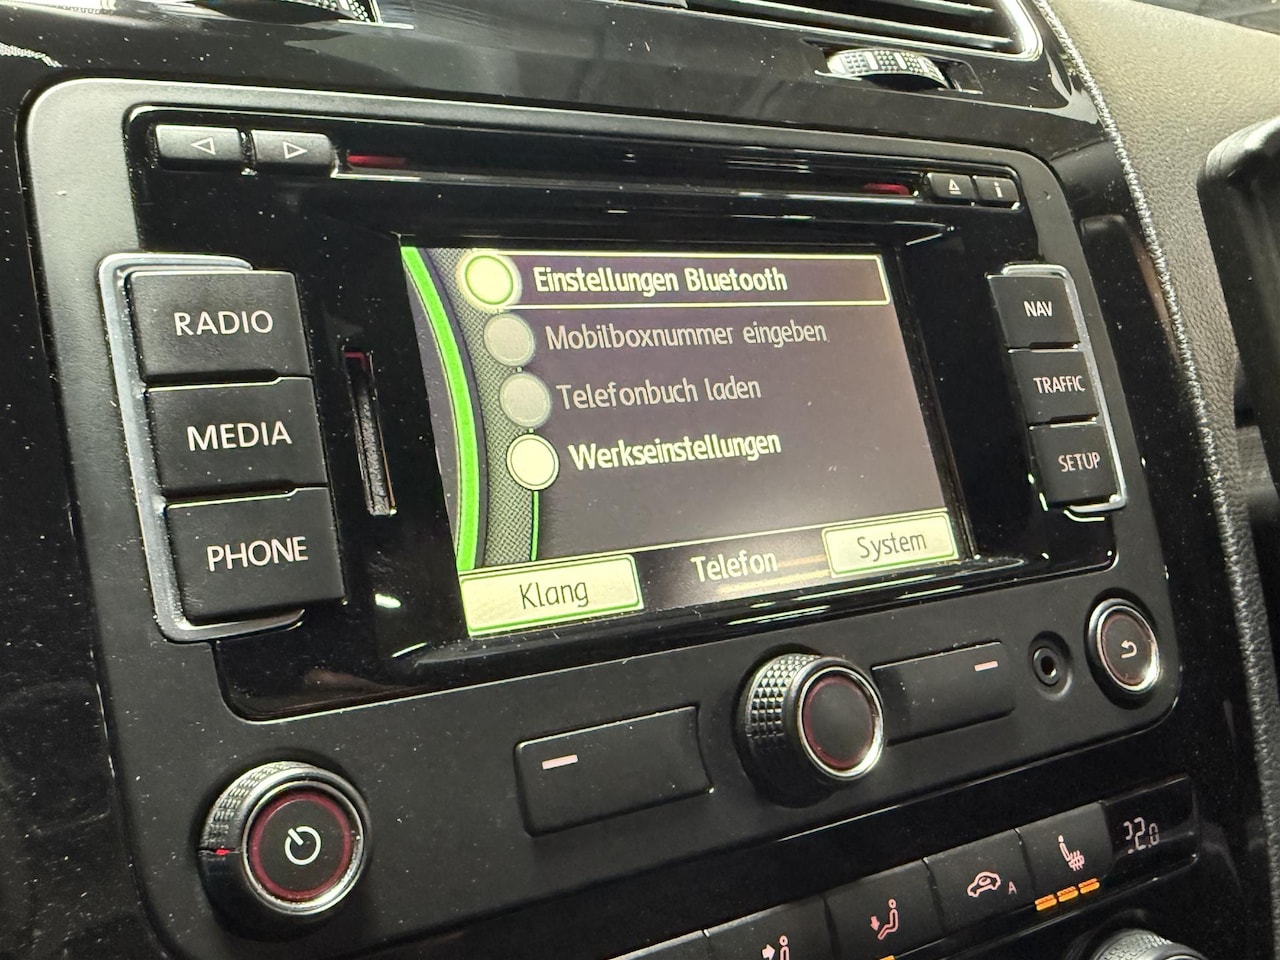 RADIO
MEDIA
PHONE
Einstellungen Bluetooth
Mobilboxnummer eingeben
Telefonbuch laden
Werkseinstellungen
Klang
Telefon
System
i
NAV
TRAFFIC
SETUP
A
22.0